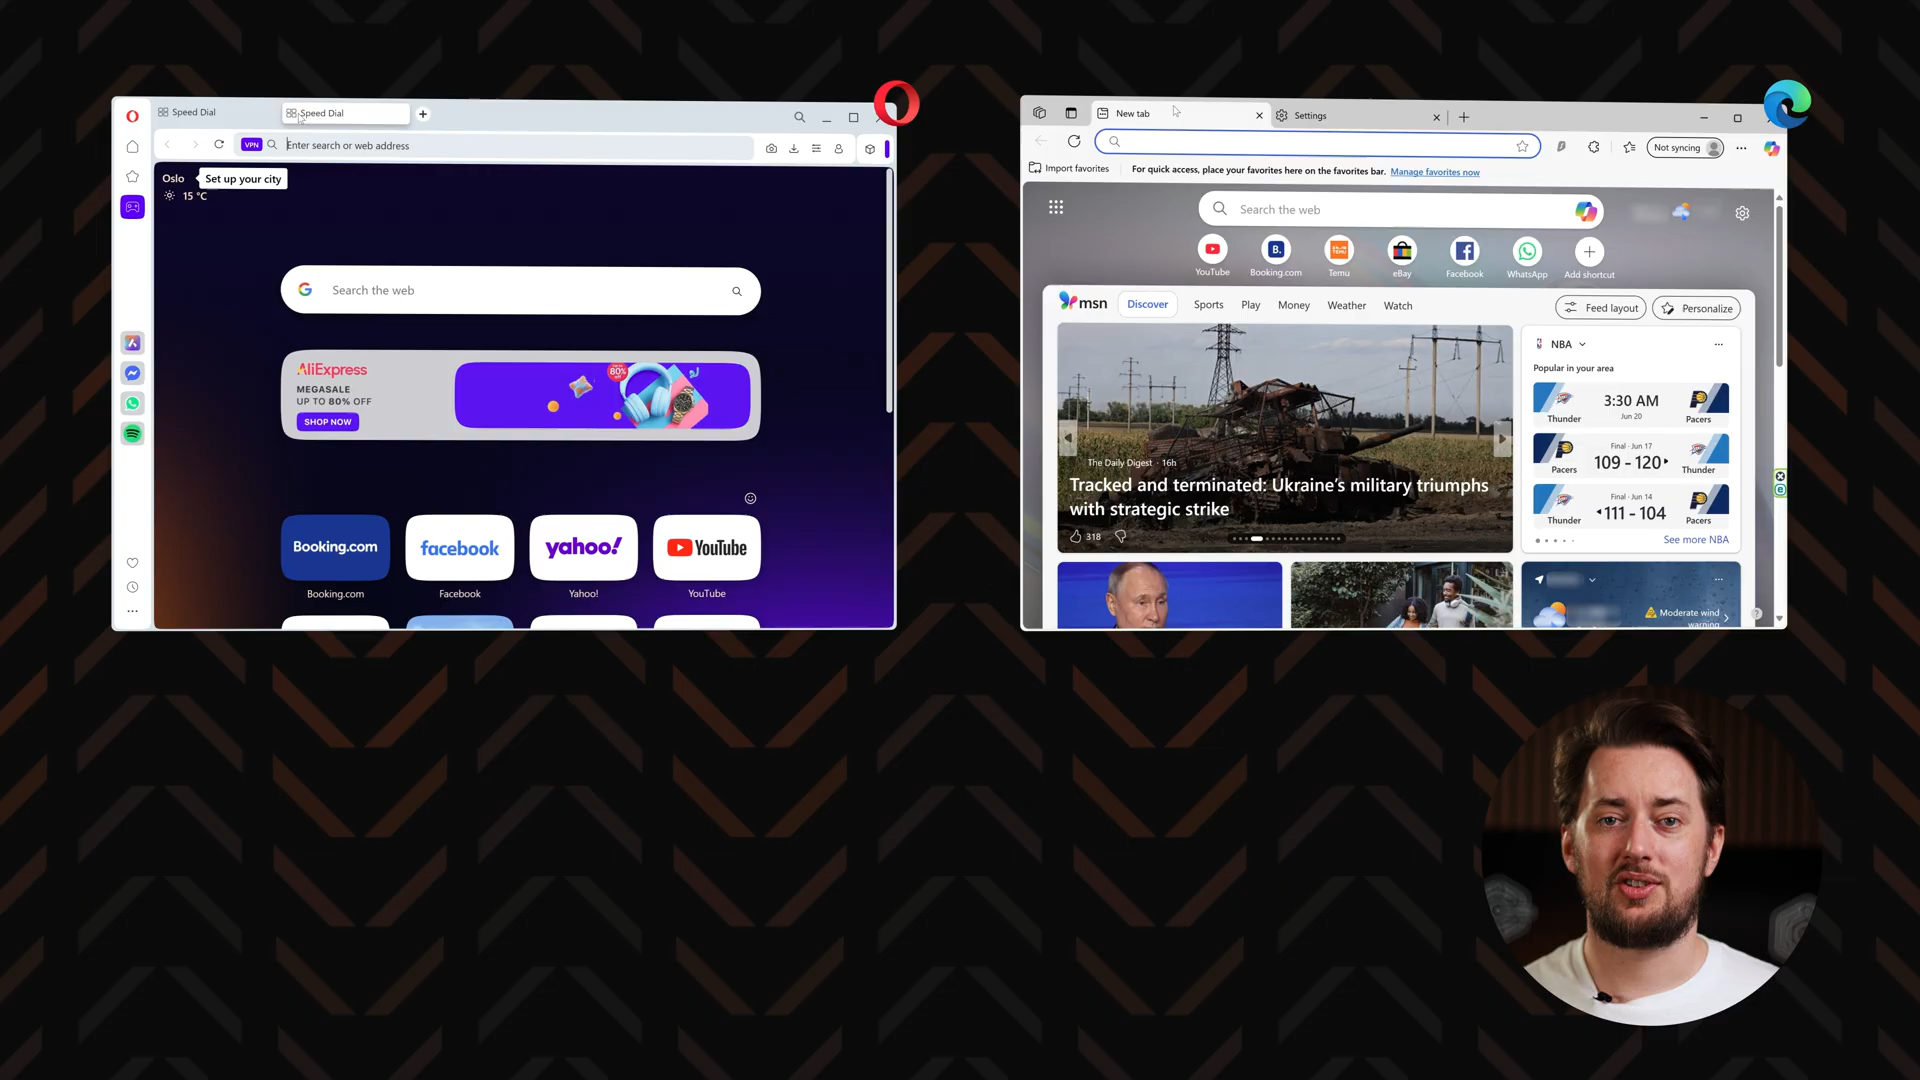 Speed Dial
Speed Dial
VPN
Enter search or web address
Oslo
Set up your city
15 °C
Search the web
AliExpress
MEGASALE
UP TO 80% OFF
SHOP NOW
80%
Booking.com
facebook
yahoo!
YouTube
Booking.com
Facebook
Yahoo!
YouTube
New tab
Settings
Not syncing
Import favorites
For quick access, place your favorites here on the favorites bar. Manage favorites now
Search the web
B.
TEMU
YouTube
Booking.com
Temu
eBay
Facebook
WhatsApp
Add shortcut
msn
Discover
Sports
Play
Money
Weather
Watch
Feed layout
Personalize
The Daily Digest · 16h
Tracked and terminated: Ukraine's military triumphs
with strategic strike
318
NBA
Popular in your area
3:30 AM
Jun 20
Thunder
Pacers
Final · Jun 17
109 - 120
Pacers
Thunder
Final · Jun 14
111 - 104
Thunder
Pacers
See more NBA
Moderate wind
warning